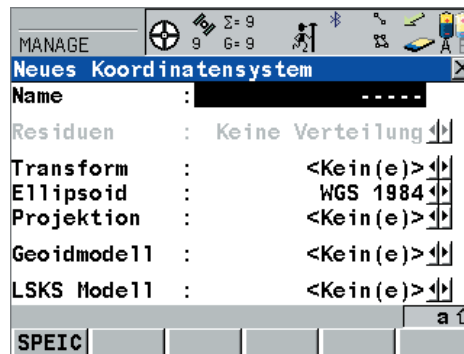 MANAGE 9 Σ= 9 G= 9 A B
Neues Koordinatensystem X
Name : -----
Residuen : Keine Verteilung
Transform : <Kein(e)>
Ellipsoid : WGS 1984
Projektion : <Kein(e)>
Geoidmodell : <Kein(e)>
LSKS Modell : <Kein(e)>
a
SPEIC